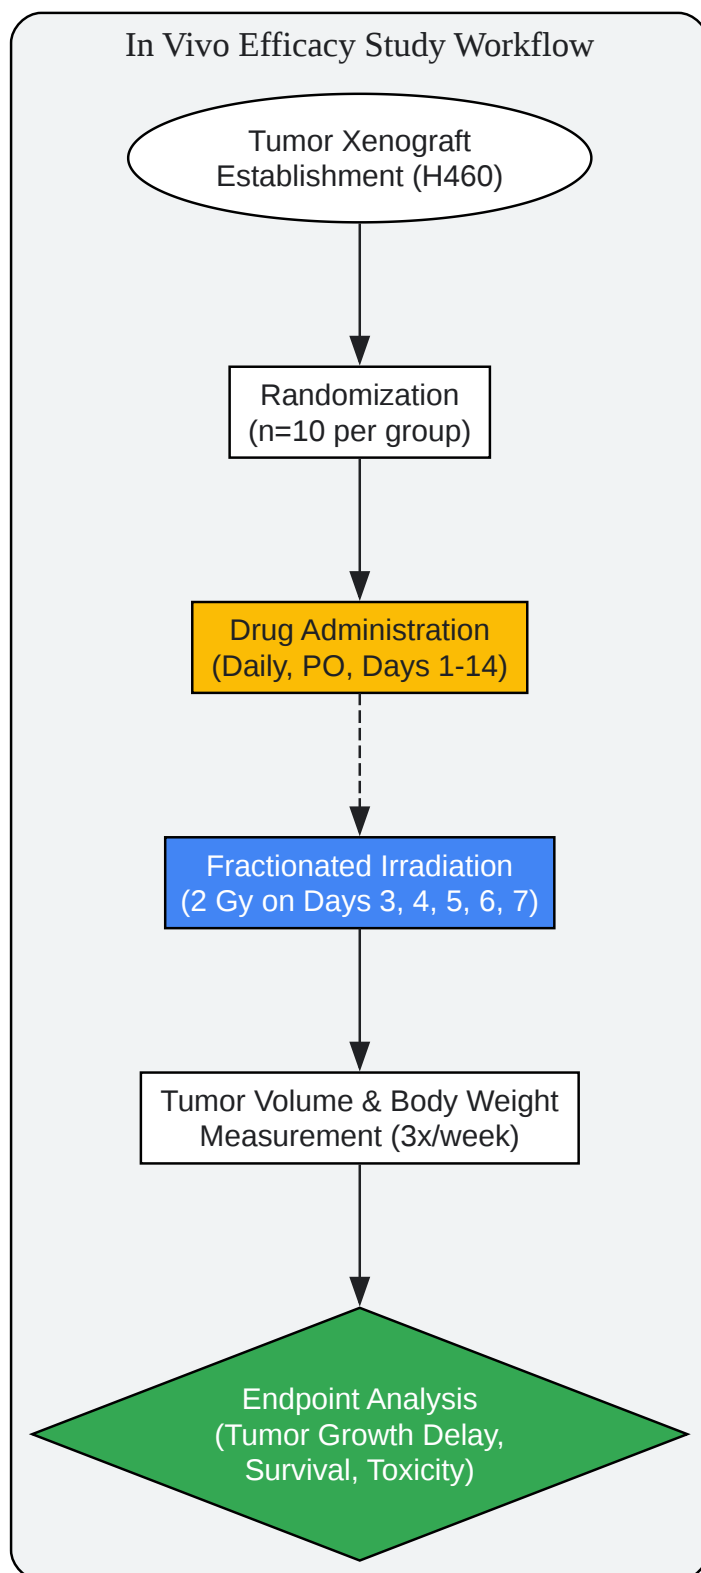 In Vivo Efficacy Study Workflow
Tumor Xenograft
Establishment (H460)
Randomization
(n=10 per group)
Drug Administration
(Daily, PO, Days 1-14)
Fractionated Irradiation
(2 Gy on Days 3, 4, 5, 6, 7)
Tumor Volume & Body Weight
Measurement (3x/week)
Endpoint Analysis
(Tumor Growth Delay,
Survival, Toxicity)